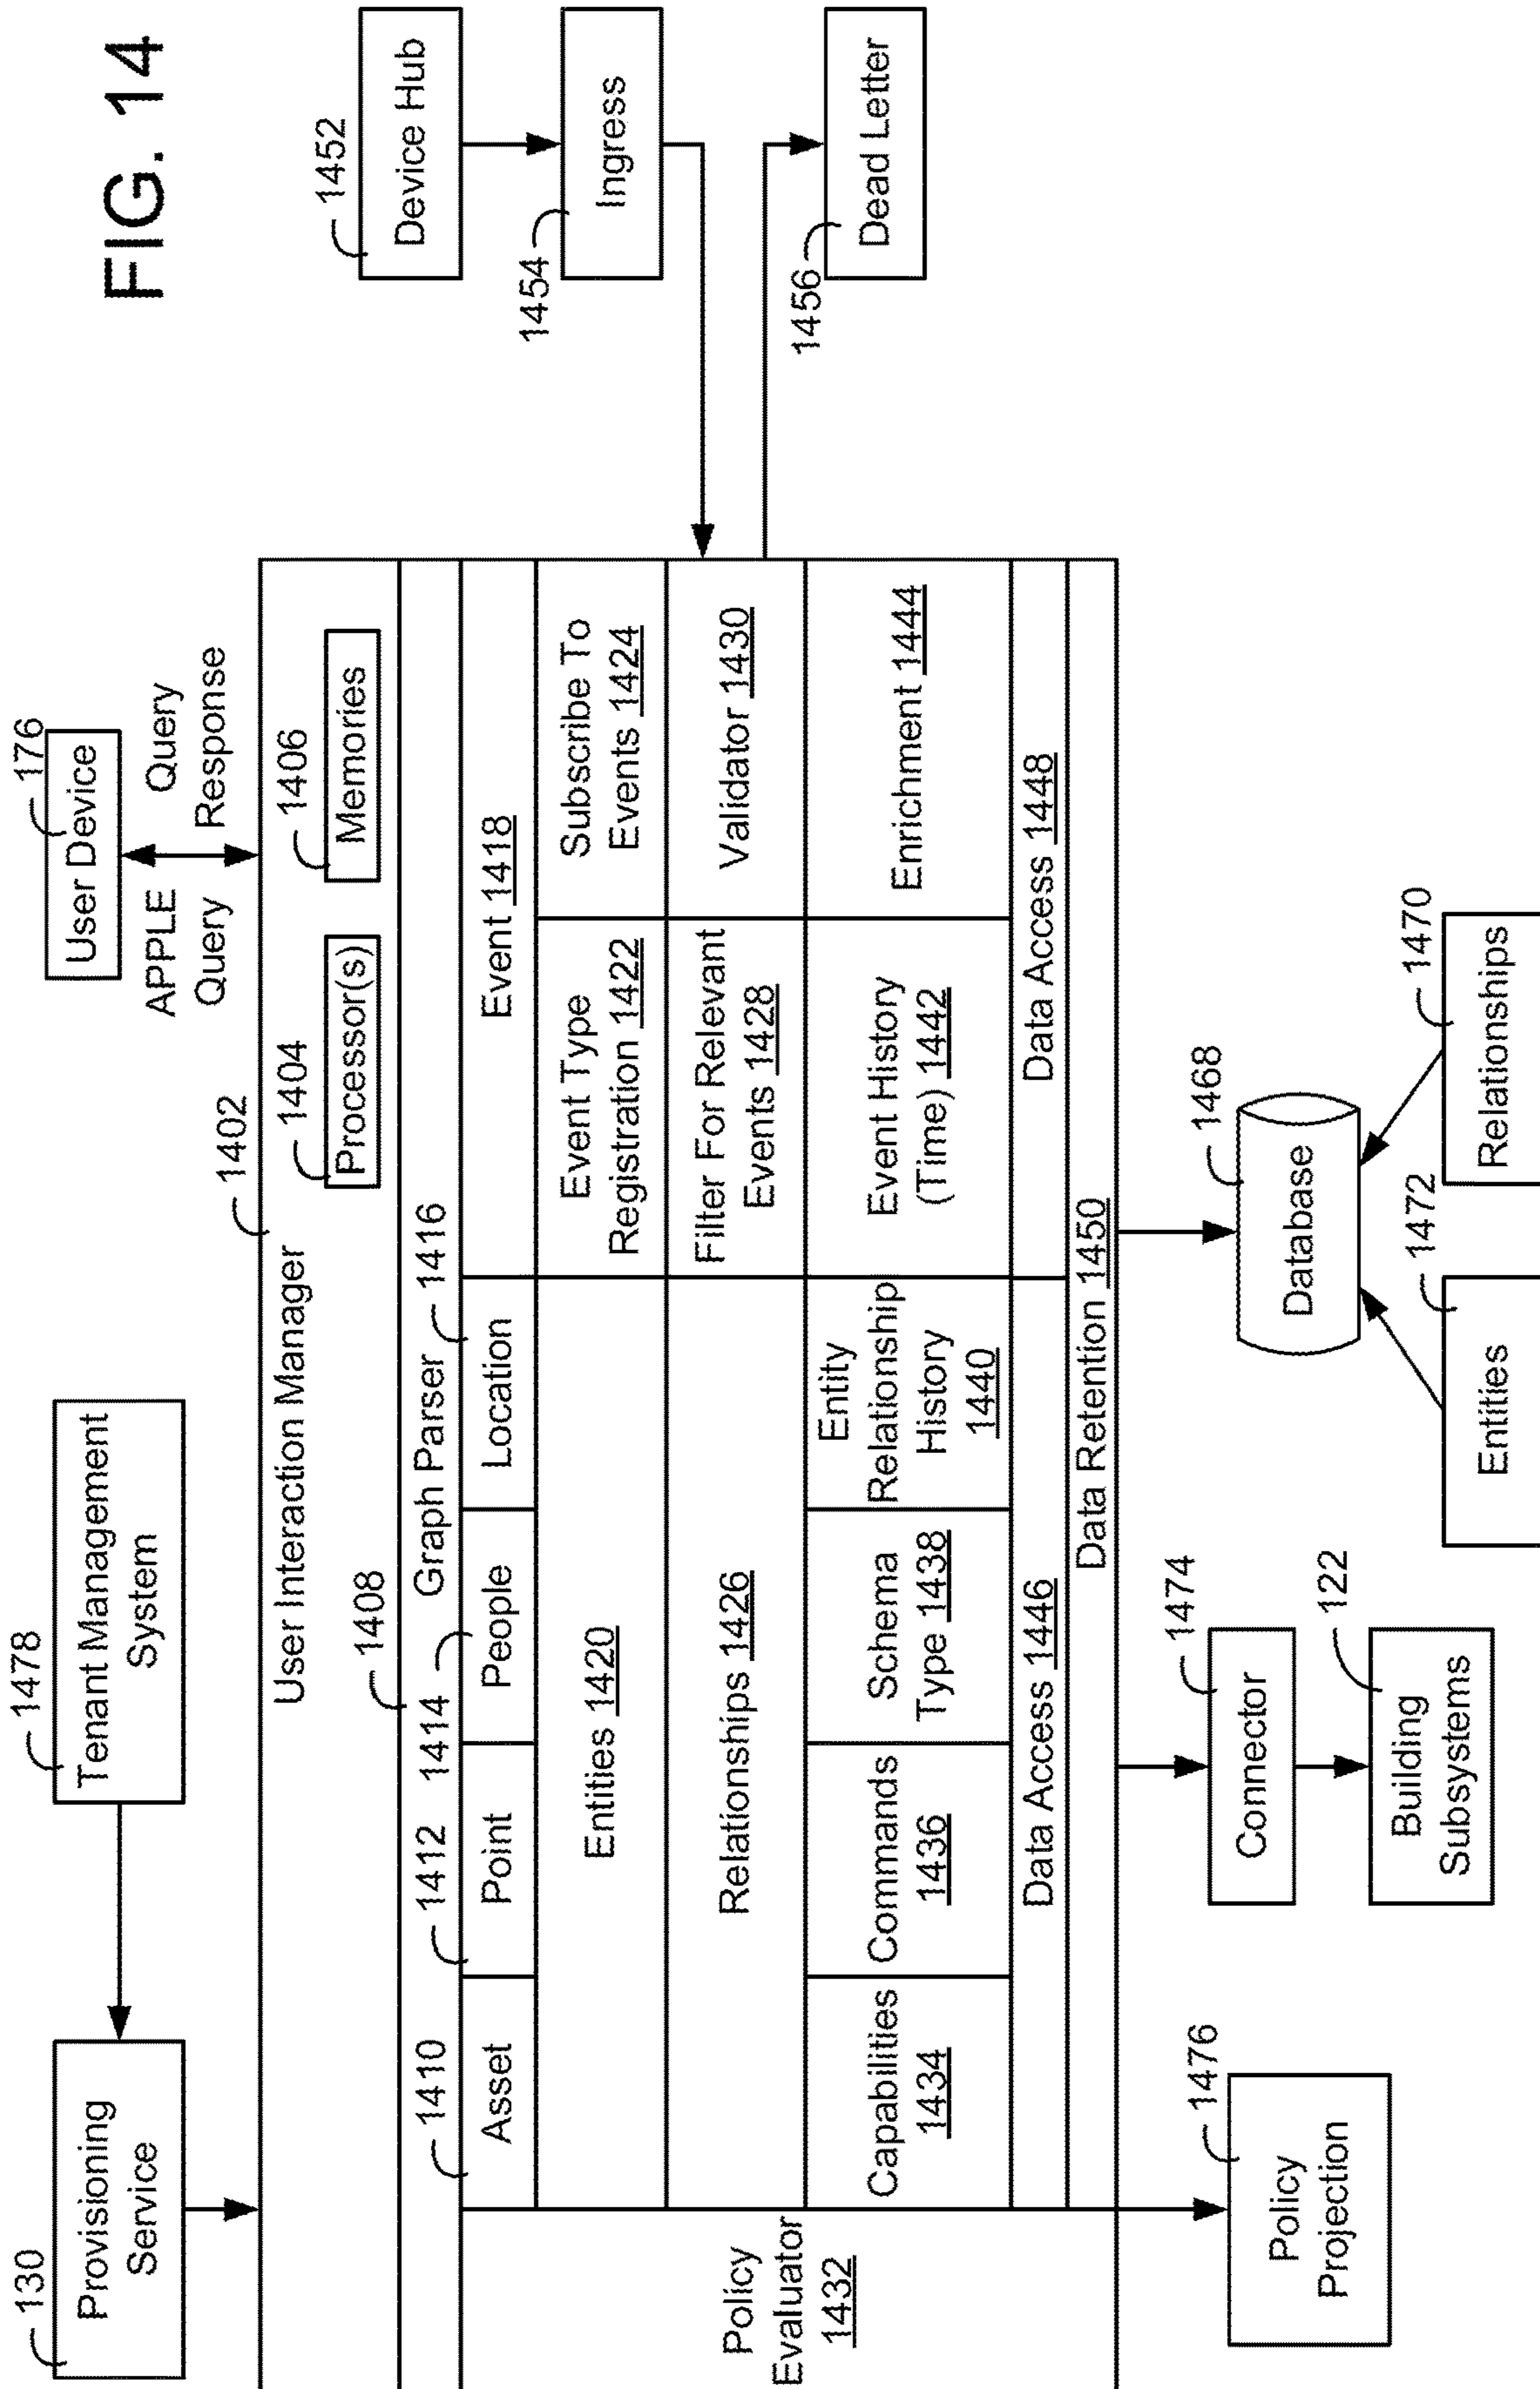 FIG. 14
1478
Tenant Management
System
130
Provisioning
Service
176
User Device
APPLE
Query
Query
Response
1402
User Interaction Manager
1404
Processor(s)
1406
Memories
1408
Graph Parser
1410
Asset
1412
Point
1414
People
1416
Location
Event 1418
Entities 1420
Event Type
Registration 1422
Subscribe To
Events 1424
Relationships 1426
Filter For Relevant
Events 1428
Validator 1430
Policy
Evaluator
1432
Capabilities
1434
Commands
1436
Schema
Type 1438
Entity
Relationship
History
1440
Event History
(Time) 1442
Enrichment 1444
Data Access 1446
Data Access 1448
Data Retention 1450
1452
Device Hub
1454
Ingress
1456
Dead Letter
1476
Policy
Projection
1474
Connector
122
Building
Subsystems
1468
Database
1472
Entities
1470
Relationships